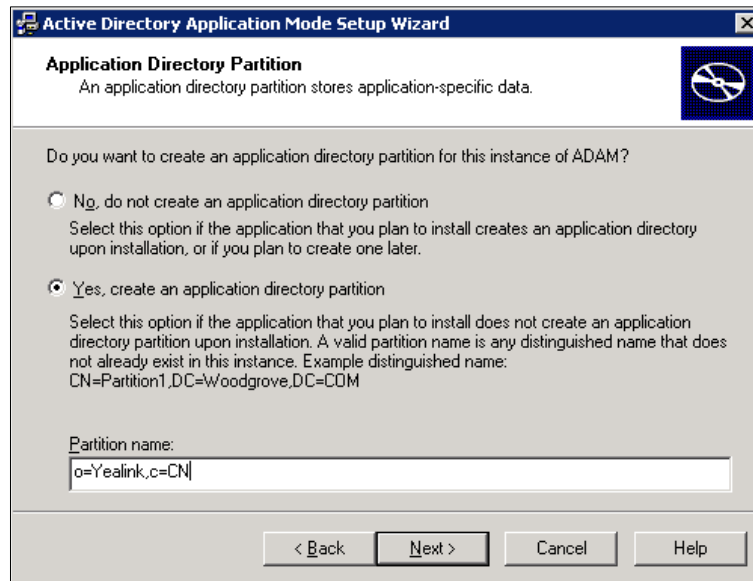 Active Directory Application Mode Setup Wizard
Application Directory Partition
An application directory partition stores application-specific data.
Do you want to create an application directory partition for this instance of ADAM?
No, do not create an application directory partition
Select this option if the application that you plan to install creates an application directory
upon installation, or if you plan to create one later.
Yes, create an application directory partition
Select this option if the application that you plan to install does not create an application
directory partition upon installation. A valid partition name is any distinguished name that does
not already exist in this instance. Example distinguished name:
CN=Partition1,DC=Woodgrove,DC=COM
Partition name:
o=Yealink,c=CN
< Back Next > Cancel Help